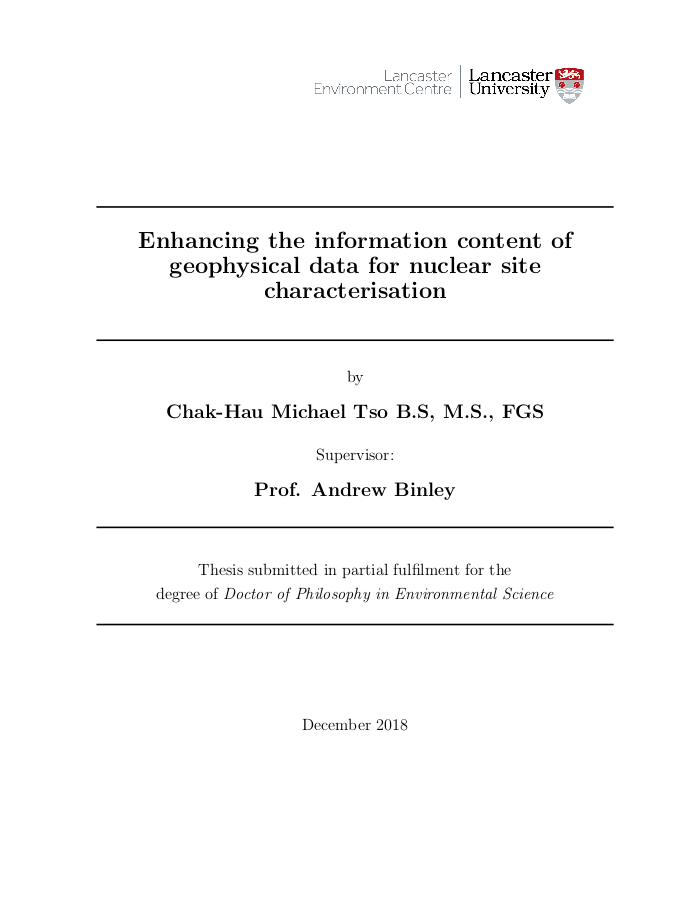 Lancaster
Environment Centre
Lancaster
University
Enhancing the information content of
geophysical data for nuclear site
characterisation
by
Chak-Hau Michael Tso B.S, M.S., FGS
Supervisor:
Prof. Andrew Binley
Thesis submitted in partial fulfilment for the
degree of Doctor of Philosophy in Environmental Science
December 2018